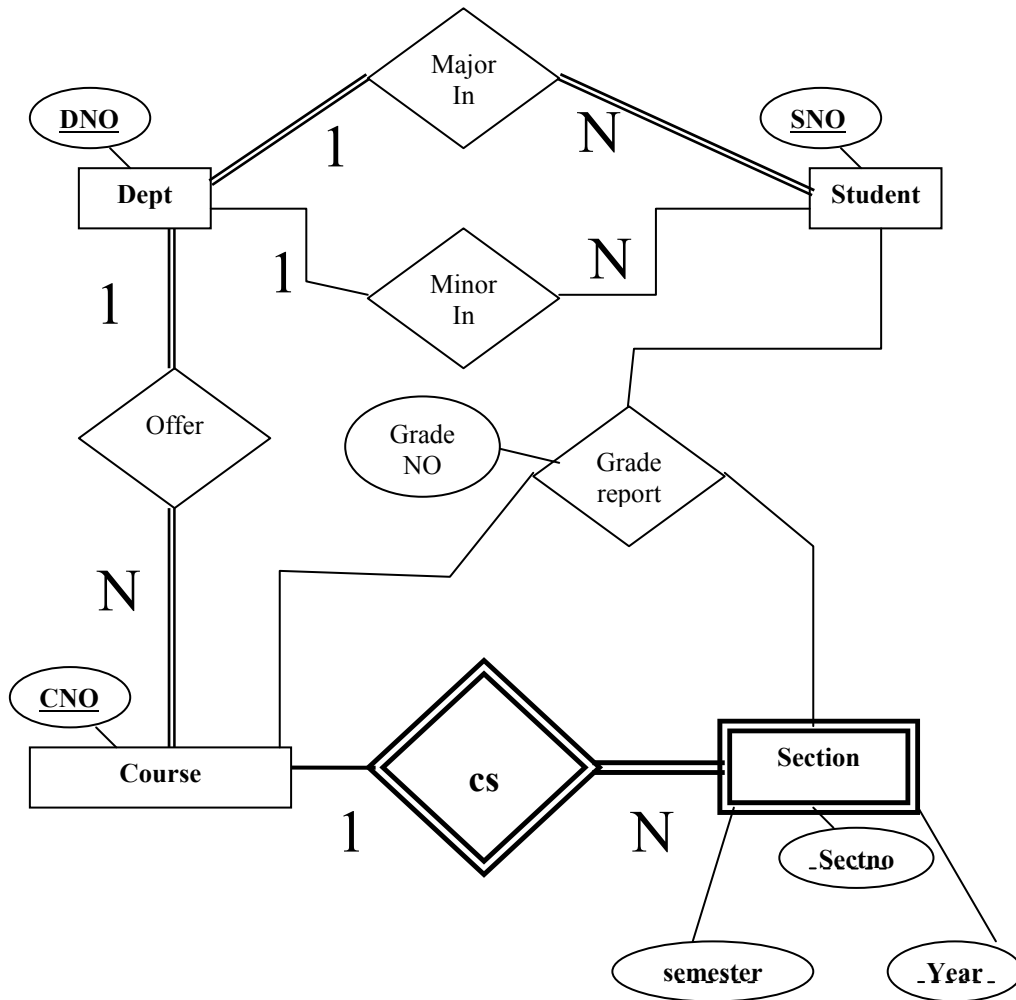 Major
In
DNO
SNO
1
N
Dept
Student
1
N
Minor
In
1
Offer
Grade
NO
Grade
report
N
CNO
Course
cs
Section
1
N
Sectno
semester
Year